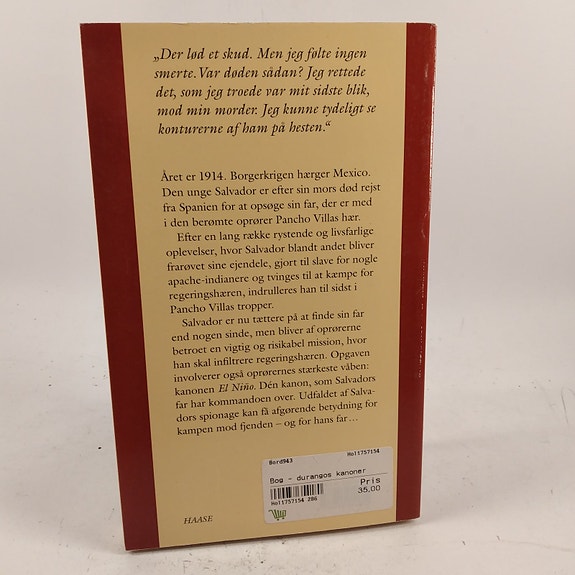 „Der lød et skud. Men jeg følte ingen
smerte. Var døden sådan? Jeg rettede
det, som jeg troede var mit sidste blik,
mod min morder. Jeg kunne tydeligt se
konturerne af ham på hesten.“
Året er 1914. Borgerkrigen hærger Mexico.
Den unge Salvador er efter sin mors død rejst
fra Spanien for at opsøge sin far, der er med
i den berømte oprører Pancho Villas hær.
Efter en lang række rystende og livsfarlige
oplevelser, hvor Salvador blandt andet bliver
frarøvet sine ejendele, gjort til slave for nogle
apache-indianere og tvinges til at kæmpe for
regeringshæren, indrulleres han til sidst i
Pancho Villas tropper.
Salvador er nu tættere på at finde sin far
end nogen sinde, men bliver af oprørerne
betroet en vigtig og risikabel mission, hvor
han skal infiltrere regeringshæren. Opgaven
involverer også oprørernes stærkeste våben:
kanonen El Niño. Dén kanon, som Salvadors
far har kommandoen over. Udfaldet af Salva-
dors spionage kan få afgørende betydning for
kampen mod fjenden – og for hans far…
Bord943
Hol1757154
Bog - durangos kanoner
Pris
35,00
Hol1757154 286
HAASE